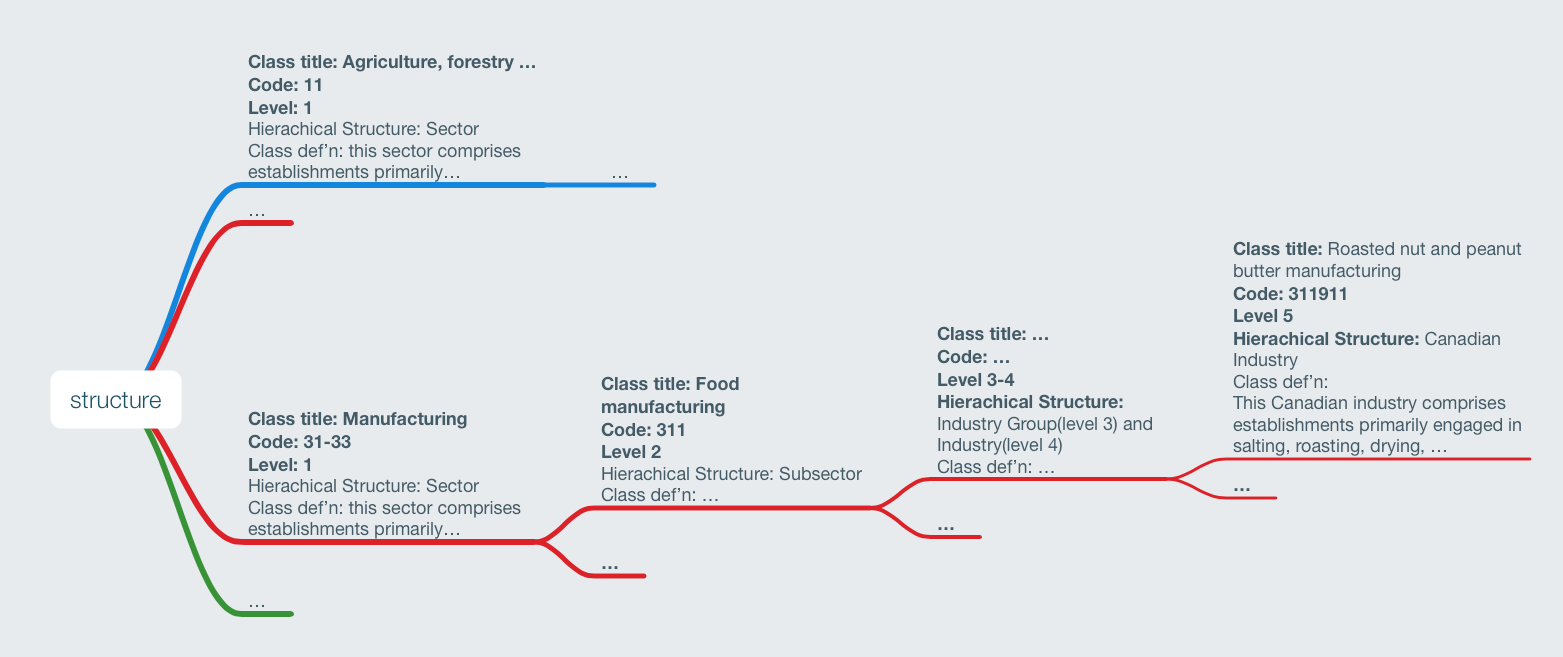 structure
Class title: Agriculture, forestry …
Code: 11
Level: 1
Hierachical Structure: Sector
Class def’n: this sector comprises
establishments primarily…
…
…
Class title: Manufacturing
Code: 31-33
Level: 1
Hierachical Structure: Sector
Class def’n: this sector comprises
establishments primarily…
Class title: Food
manufacturing
Code: 311
Level 2
Hierachical Structure: Subsector
Class def’n: …
…
Class title: …
Code: …
Level 3-4
Hierachical Structure:
Industry Group(level 3) and
Industry(level 4)
Class def’n: …
…
Class title: Roasted nut and peanut
butter manufacturing
Code: 311911
Level 5
Hierachical Structure: Canadian
Industry
Class def’n:
This Canadian industry comprises
establishments primarily engaged in
salting, roasting, drying, …
…
…